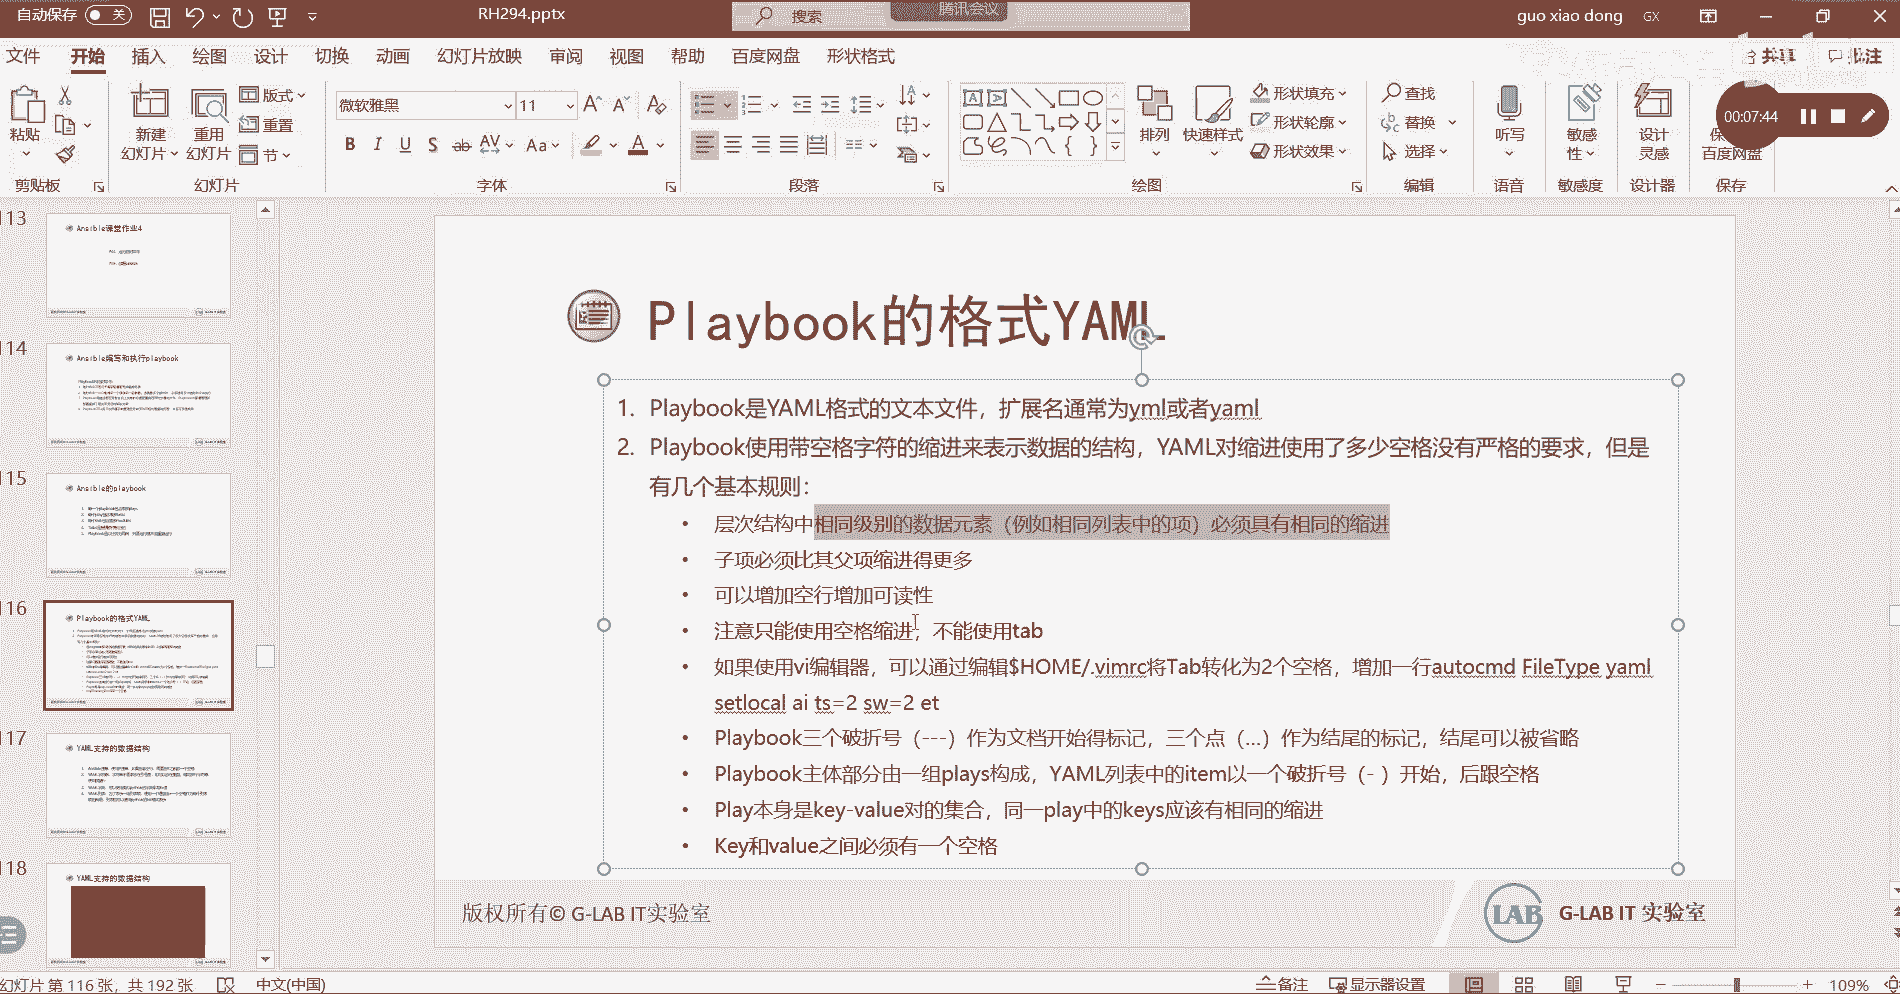 自动保存 关
RH294.pptx
搜索
腾讯会议
guo xiao dong GX
文件 开始 插入 绘图 设计 切换 动画 幻灯片放映 审阅 视图 帮助 百度网盘 形状格式 共享 批注
粘贴
剪贴板
新建
幻灯片
重用
幻灯片
版式
重置
节
幻灯片
微软雅黑 11
字体
段落
排列 快速样式
形状填充
形状轮廓
形状效果
绘图
查找
替换
选择
编辑
听写
语音
敏感
性
敏感度
设计
灵感
设计器
00:07:44
百度网盘
保存
113
Ansible课堂作业4
114
Ansible编写和执行playbook
115
Ansible的playbook
116
Playbook的格式YAML
117
YAML支持的数据结构
118
YAML支持的数据结构
Playbook的格式YAML
1. Playbook是YAML格式的文本文件，扩展名通常为yml或者yaml
2. Playbook使用带空格字符的缩进来表示数据的结构，YAML对缩进使用了多少空格没有严格的要求，但是
有几个基本规则：
• 层次结构中相同级别的数据元素（例如相同列表中的项）必须具有相同的缩进
• 子项必须比其父项缩进得更多
• 可以增加空行增加可读性
• 注意只能使用空格缩进，不能使用tab
• 如果使用vi编辑器，可以通过编辑$HOME/.vimrc将Tab转化为2个空格，增加一行autocmd FileType yaml
setlocal ai ts=2 sw=2 et
• Playbook三个破折号（---）作为文档开始得标记，三个点（...）作为结尾的标记，结尾可以被省略
• Playbook主体部分由一组plays构成，YAML列表中的item以一个破折号（- ）开始，后跟空格
• Play本身是key-value对的集合，同一play中的keys应该有相同的缩进
• Key和value之间必须有一个空格
版权所有© G-LAB IT实验室
LAB G-LAB IT 实验室
幻灯片 第 116 张，共 192 张 中文(中国) 备注 显示器设置 109%